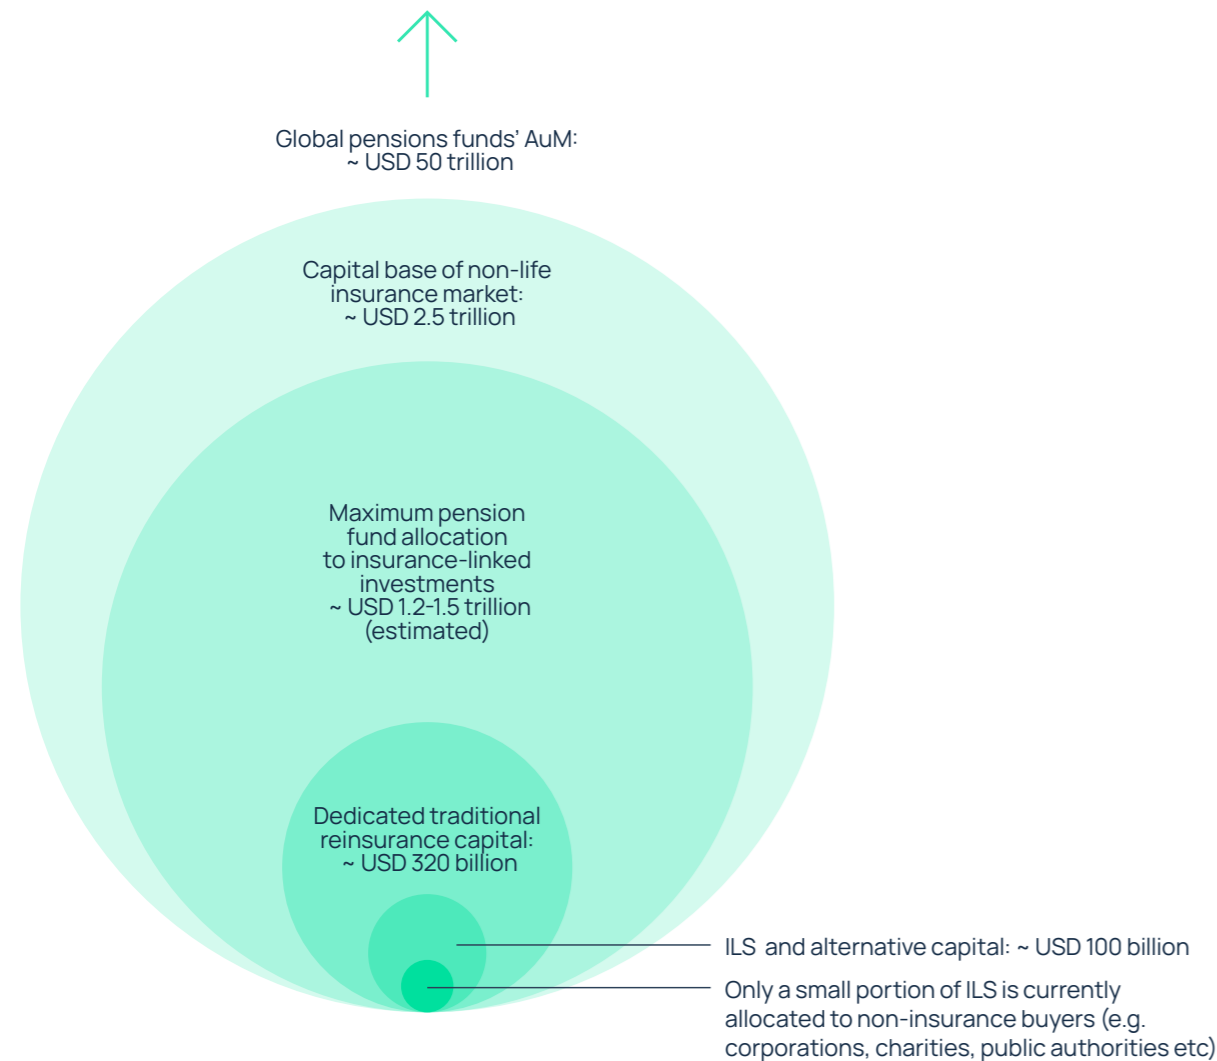 Global pensions funds' AuM:
~ USD 50 trillion
Capital base of non-life
insurance market:
~ USD 2.5 trillion
Maximum pension
fund allocation
to insurance-linked
investments
~ USD 1.2-1.5 trillion
(estimated)
Dedicated traditional
reinsurance capital:
~ USD 320 billion
ILS and alternative capital: ~ USD 100 billion
Only a small portion of ILS is currently
allocated to non-insurance buyers (e.g.
corporations, charities, public authorities etc)